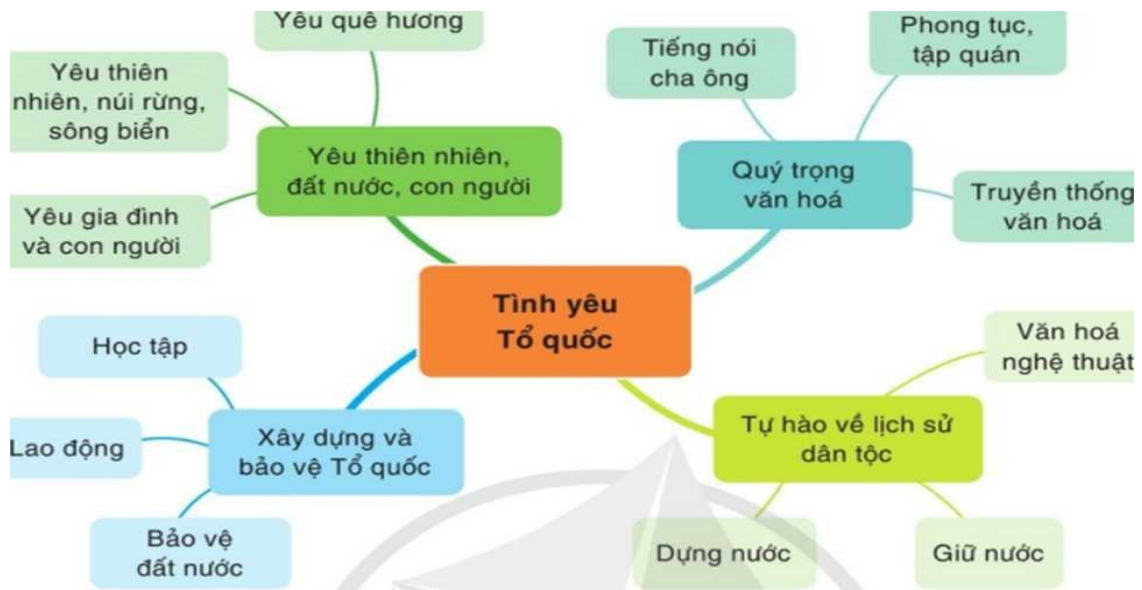 Yêu quê hương
Yêu thiên
nhiên, núi rừng,
sông biển
Yêu thiên nhiên,
đất nước, con người
Yêu gia đình
và con người
Tiếng nói
cha ông
Phong tục,
tập quán
Quý trọng
văn hoá
Truyền thống
văn hoá
Tình yêu
Tổ quốc
Học tập
Lao động
Xây dựng và
bảo vệ Tổ quốc
Bảo vệ
đất nước
Văn hoá
nghệ thuật
Tự hào về lịch sử
dân tộc
Dựng nước
Giữ nước